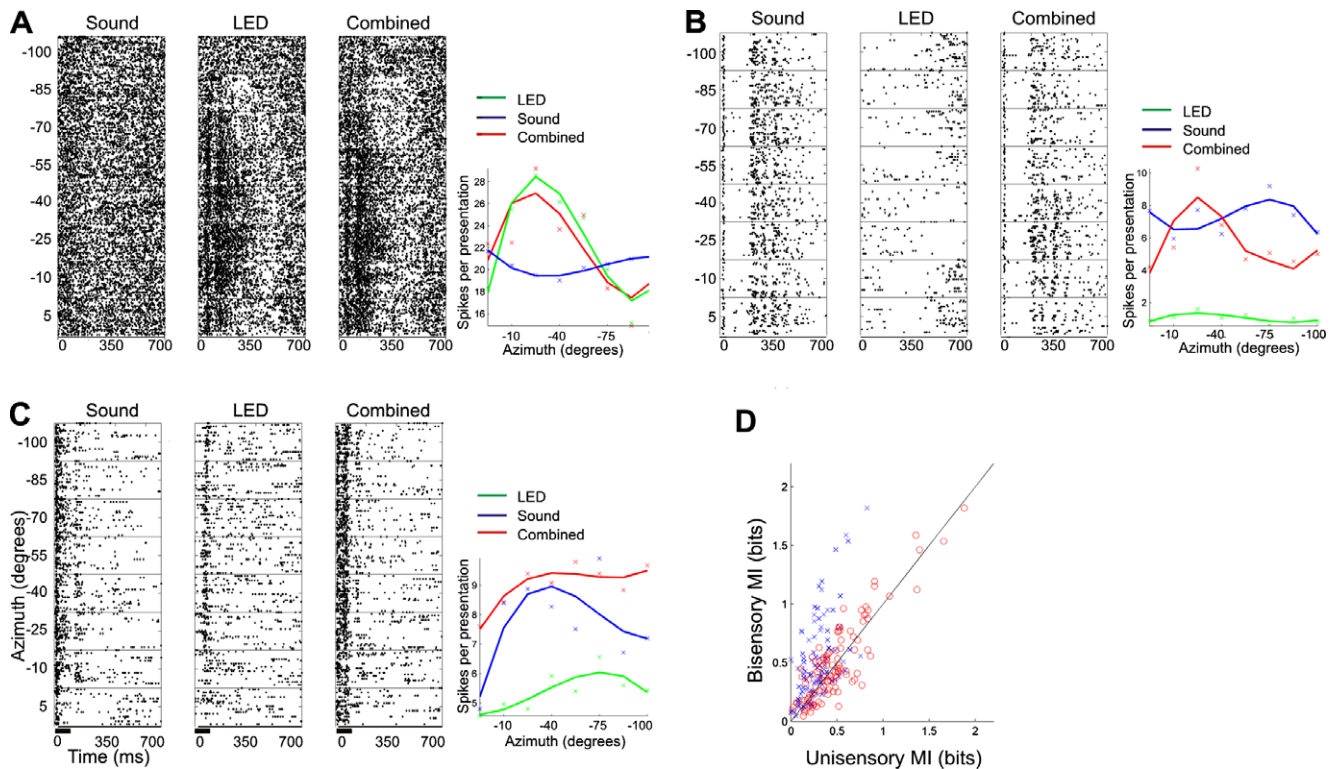 A
Sound LED Combined
-100
-85
-70
-55
-40
-25
-10
5
0 700 0 700 0 700
LED
Sound
Combined
Spikes per presentation
28
26
24
22
20
18
16
-10 -40 -75
Azimuth (degrees)
B
Sound LED Combined
-100
-85
-70
-55
-40
-25
-10
5
0 350 700 0 350 700 0 350 700
LED
Sound
Combined
Spikes per presentation
10
8
6
4
2
-10 -40 -75 -100
Azimuth (degrees)
C
Sound LED Combined
Azimuth (degrees)
-100
-85
-70
-55
-40
-25
-10
5
0 350 700 0 350 700 0 350 700
Time (ms)
LED
Sound
Combined
Spikes per presentation
9
8
7
6
5
-10 -40 -75 -100
Azimuth (degrees)
D
Bisensory MI (bits)
2
1.5
1
0.5
0
0 0.5 1 1.5 2
Unisensory MI (bits)